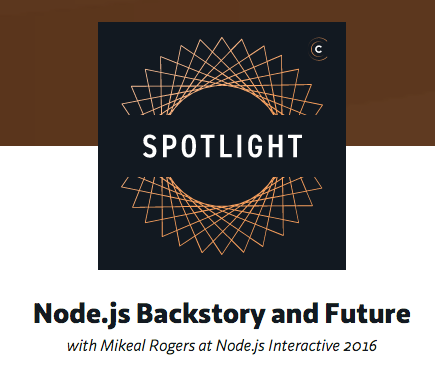 C
SPOTLIGHT
Node.js Backstory and Future
with Mikeal Rogers at Node.js Interactive 2016